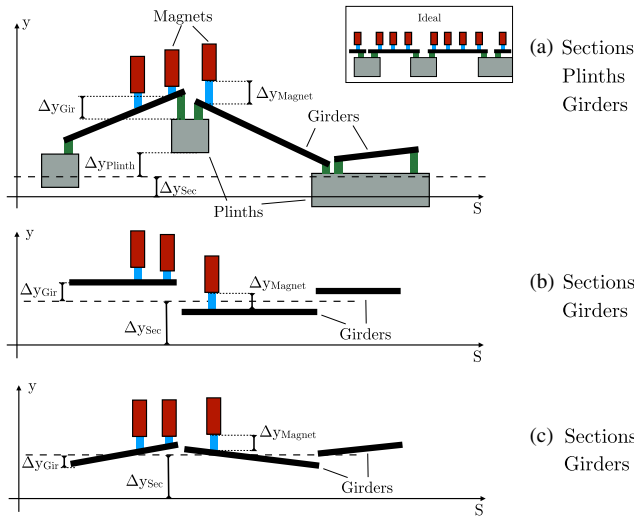 y
Magnets
Ideal
(a) Sections
Plinths
Girders
ΔyGir
ΔyMagnet
Girders
ΔyPlinth
ΔySec
Plinths
S
y
(b) Sections
Girders
ΔyGir
ΔyMagnet
ΔySec
Girders
S
y
(c) Sections
Girders
ΔyMagnet
ΔyGir
ΔySec
Girders
S